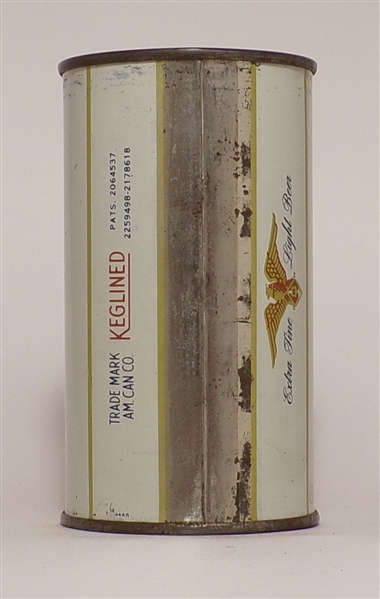 TRADE MARK
AM. CAN CO.
KEGLINED
PATS. 2064537
2259498-2178618
Extra Fine Light Beer